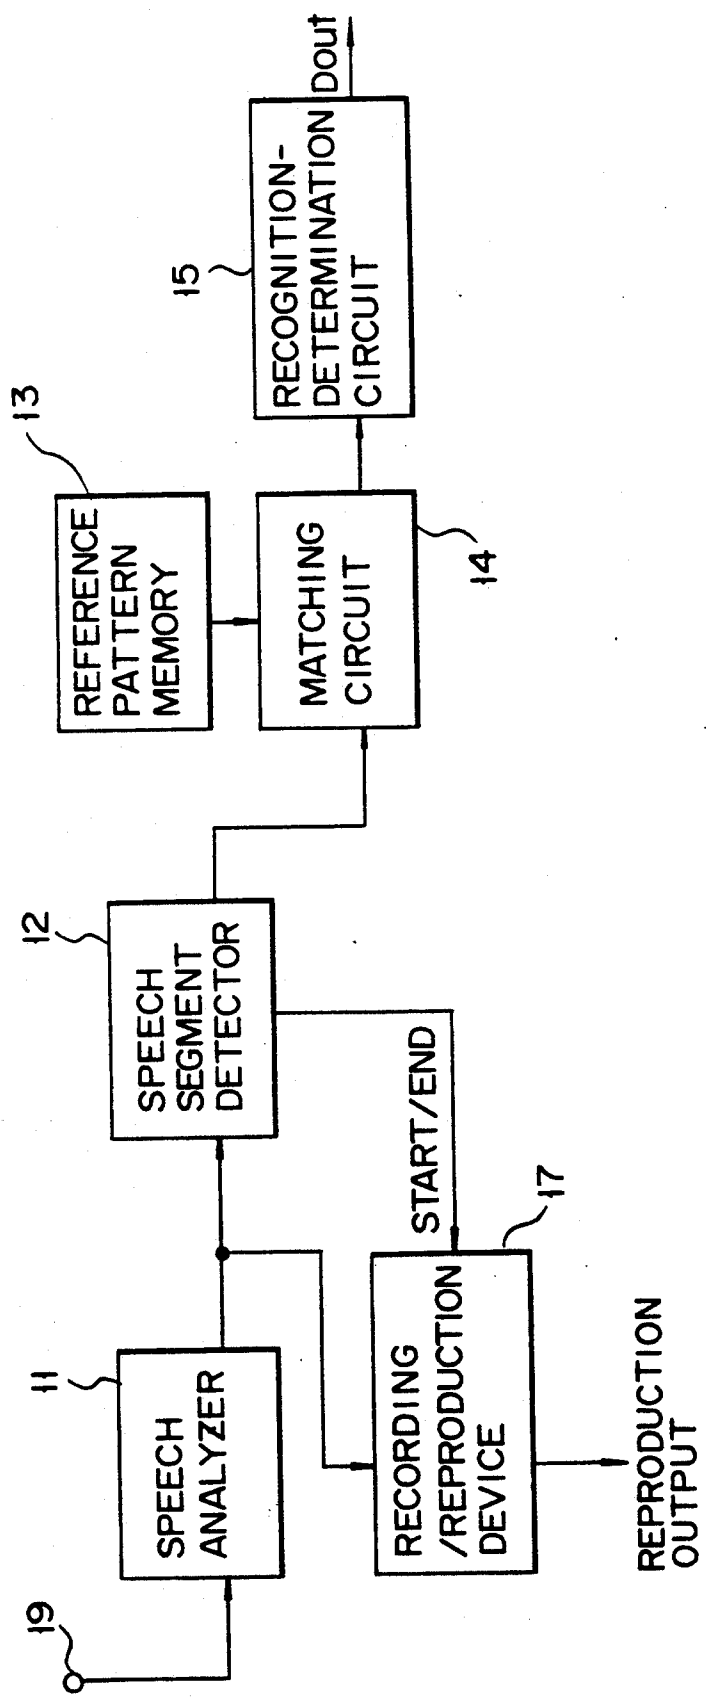 19
11
SPEECH
ANALYZER
12
SPEECH
SEGMENT
DETECTOR
13
REFERENCE
PATTERN
MEMORY
MATCHING
CIRCUIT
14
15
RECOGNITION-
DETERMINATION
CIRCUIT
Dout
START/END
17
RECORDING
/REPRODUCTION
DEVICE
REPRODUCTION
OUTPUT